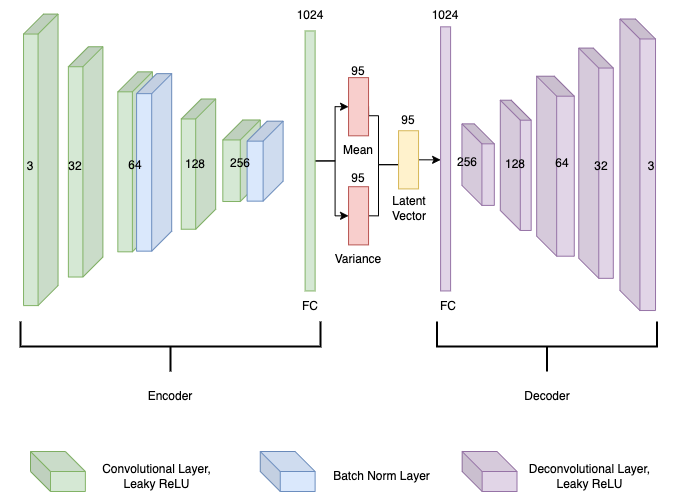 1024
1024
95
95
3
32
64
128
256
Mean
256
128
64
32
3
95
Latent
Vector
Variance
FC
FC
Encoder
Decoder
Convolutional Layer,
Leaky ReLU
Batch Norm Layer
Deconvolutional Layer,
Leaky ReLU
95